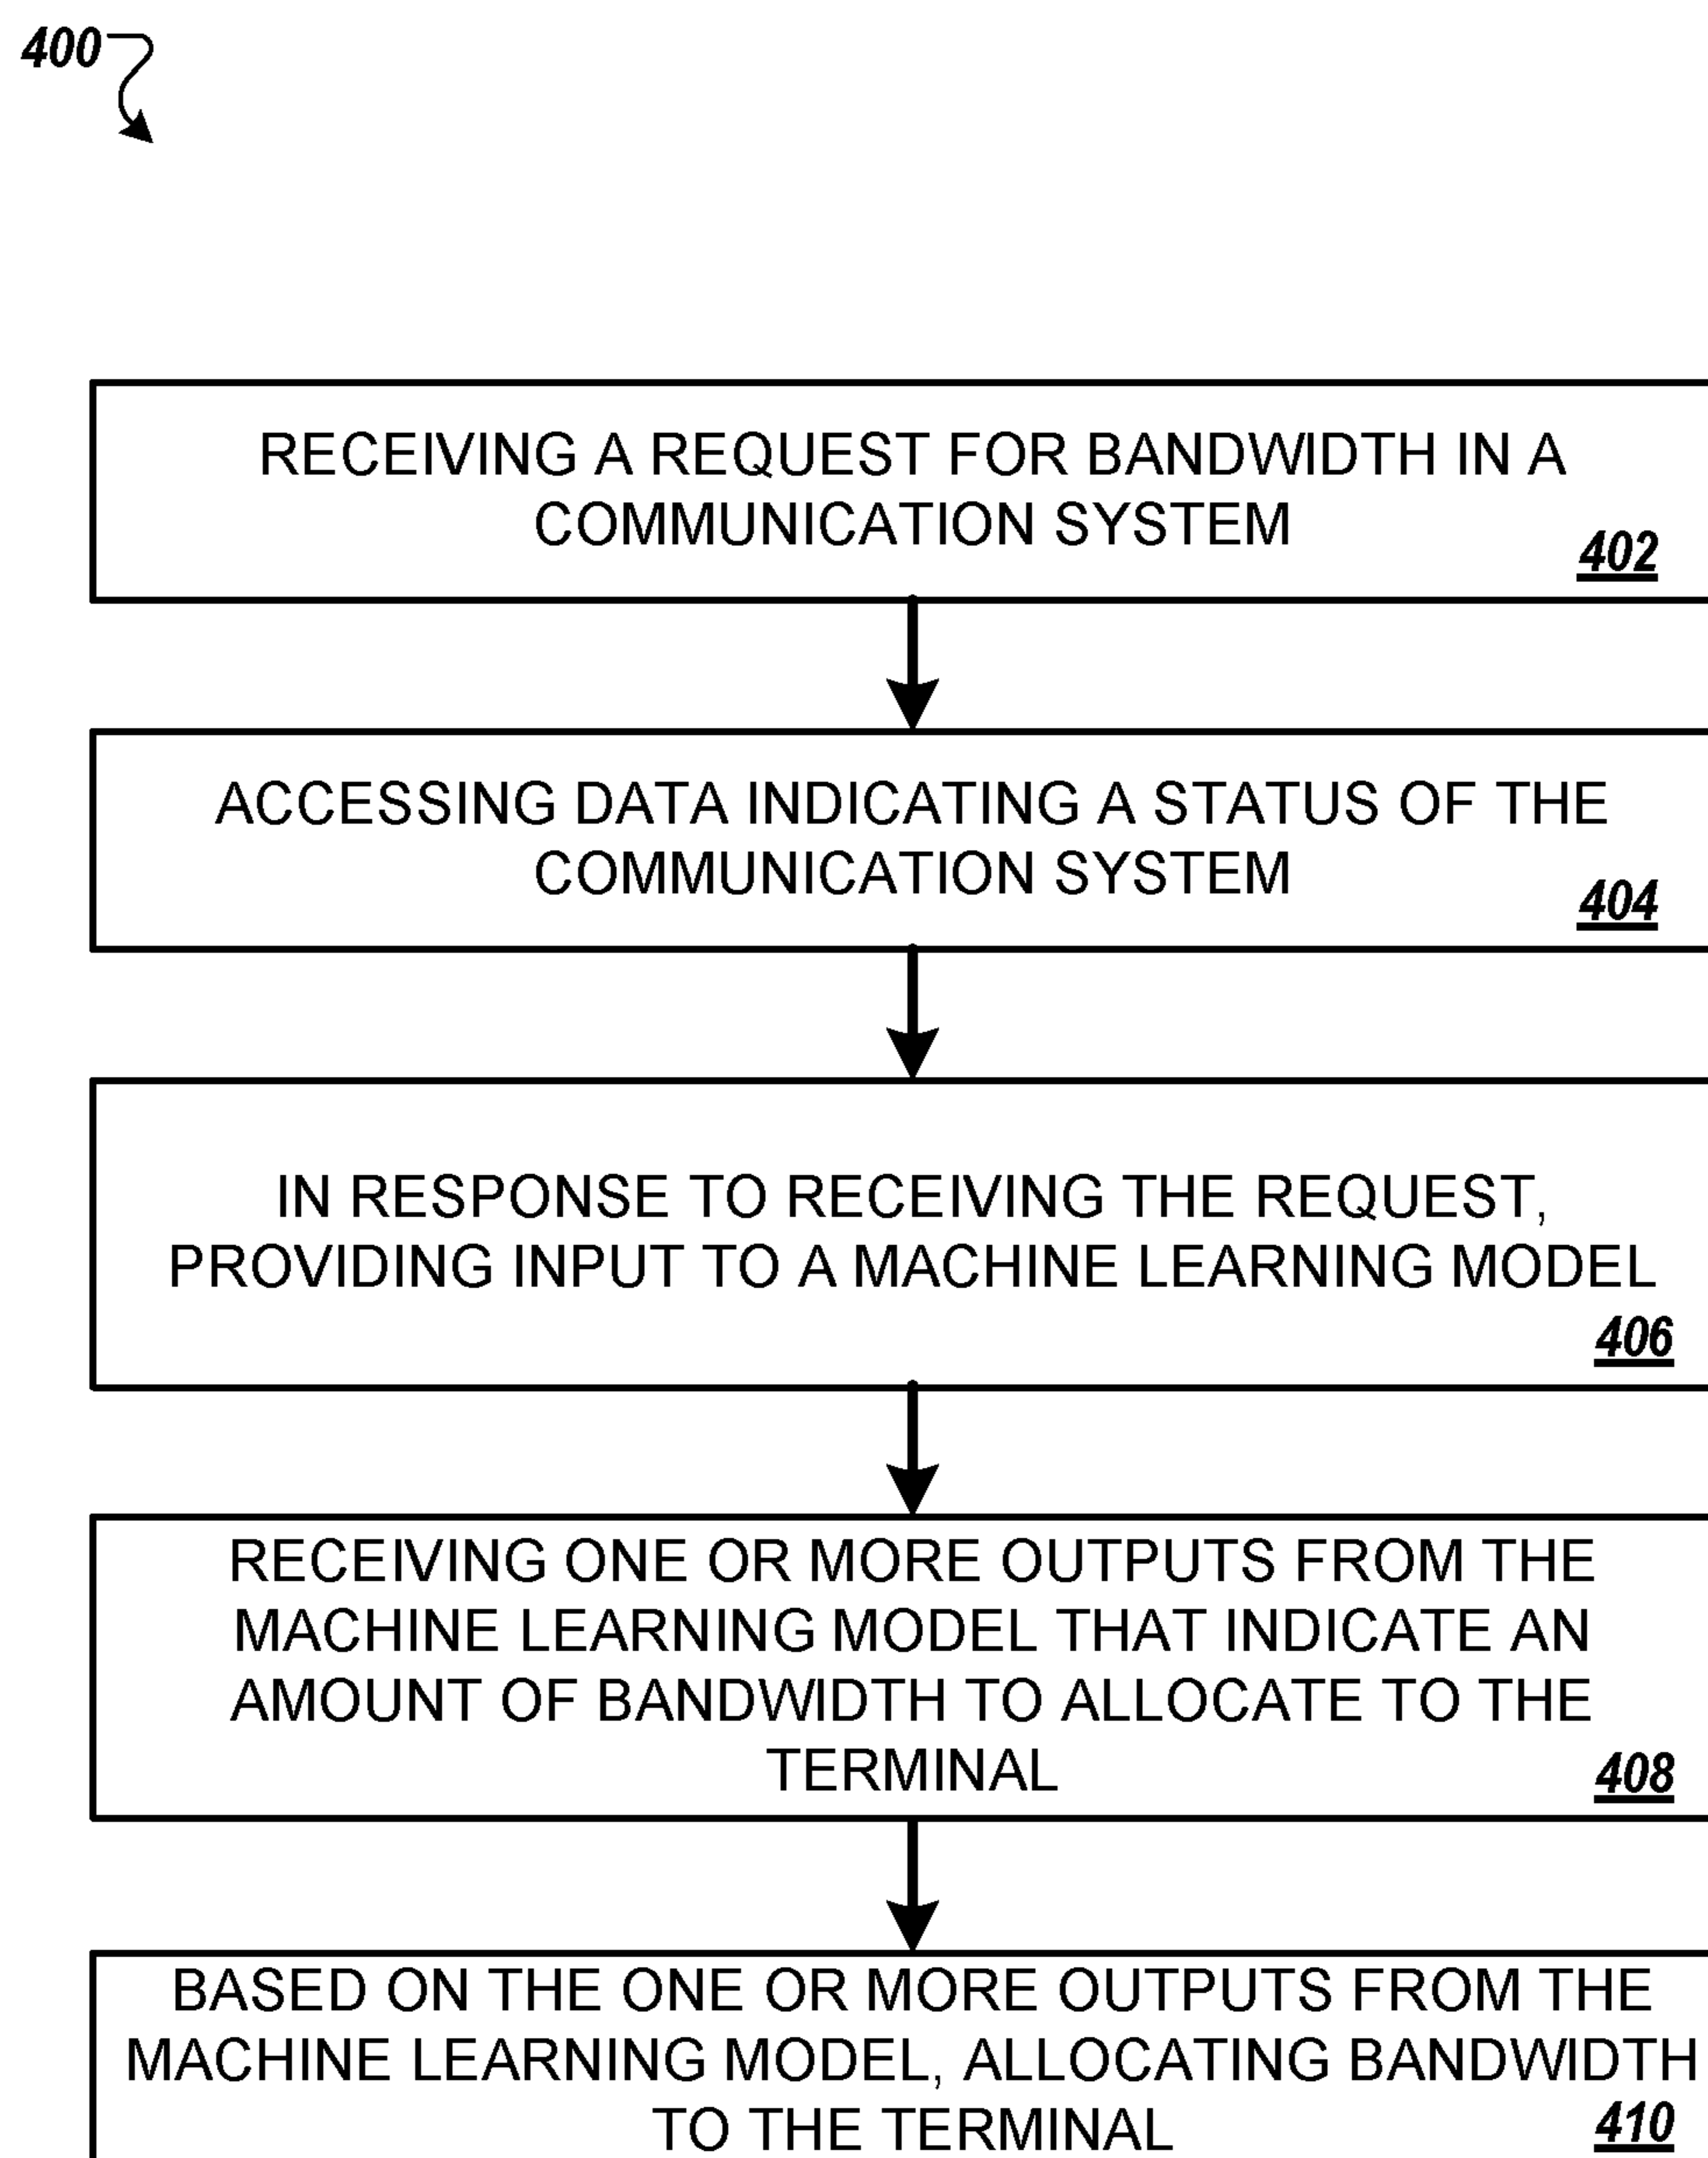 400
RECEIVING A REQUEST FOR BANDWIDTH IN A
COMMUNICATION SYSTEM
402
ACCESSING DATA INDICATING A STATUS OF THE
COMMUNICATION SYSTEM
404
IN RESPONSE TO RECEIVING THE REQUEST,
PROVIDING INPUT TO A MACHINE LEARNING MODEL
406
RECEIVING ONE OR MORE OUTPUTS FROM THE
MACHINE LEARNING MODEL THAT INDICATE AN
AMOUNT OF BANDWIDTH TO ALLOCATE TO THE
TERMINAL
408
BASED ON THE ONE OR MORE OUTPUTS FROM THE
MACHINE LEARNING MODEL, ALLOCATING BANDWIDTH
TO THE TERMINAL
410